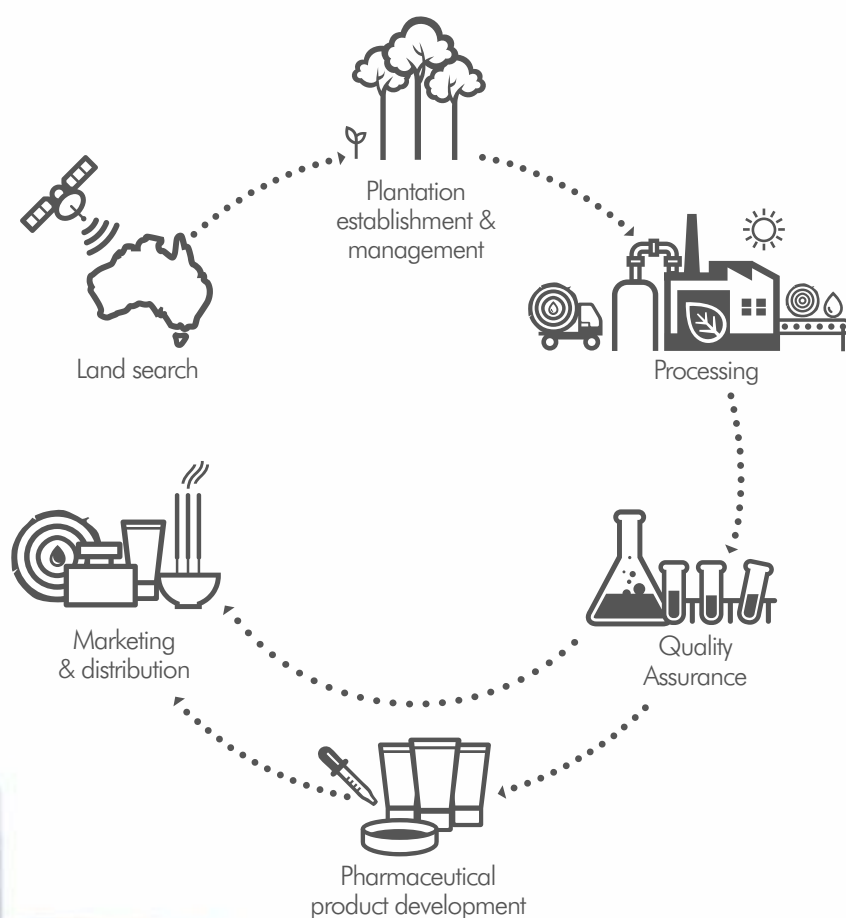 Plantation
establishment &
management
Land search
Processing
Quality
Assurance
Marketing
& distribution
Pharmaceutical
product development